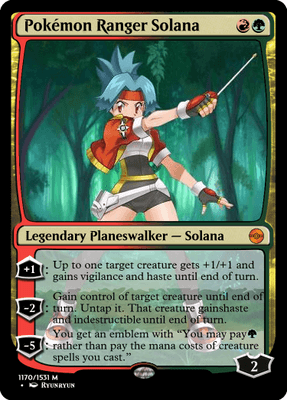 Pokémon Ranger Solana
Legendary Planeswalker — Solana
+1: Up to one target creature gets +1/+1 and
gains vigilance and haste until end of turn.
-2: Gain control of target creature until end of
turn. Untap it. That creature gainshaste
and indestructible until end of turn.
-5: You get an emblem with "You may pay
rather than pay the mana costs of creature
spells you cast."
2
1170/1531 M
• Ryunryun